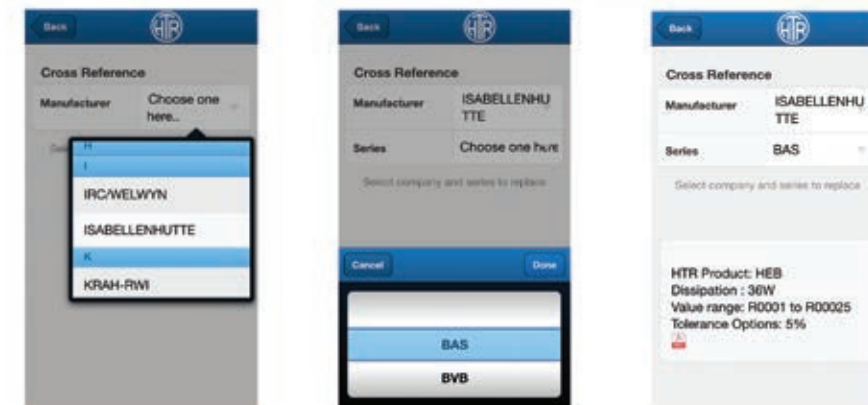 Back
HTR
Cross Reference
Manufacturer
Choose one
here..
H
I
IRC/WELWYN
ISABELLENHUTTE
K
KRAH-RWI
Back
HTR
Cross Reference
Manufacturer
ISABELLENHU
TTE
Series
Choose one here
Select company and series to replace
Cancel
Done
BAS
BVB
Back
HTR
Cross Reference
Manufacturer
ISABELLENHU
TTE
Series
BAS
Select company and series to replace
HTR Product: HEB
Dissipation : 36W
Value range: R0001 to R00025
Tolerance Options: 5%